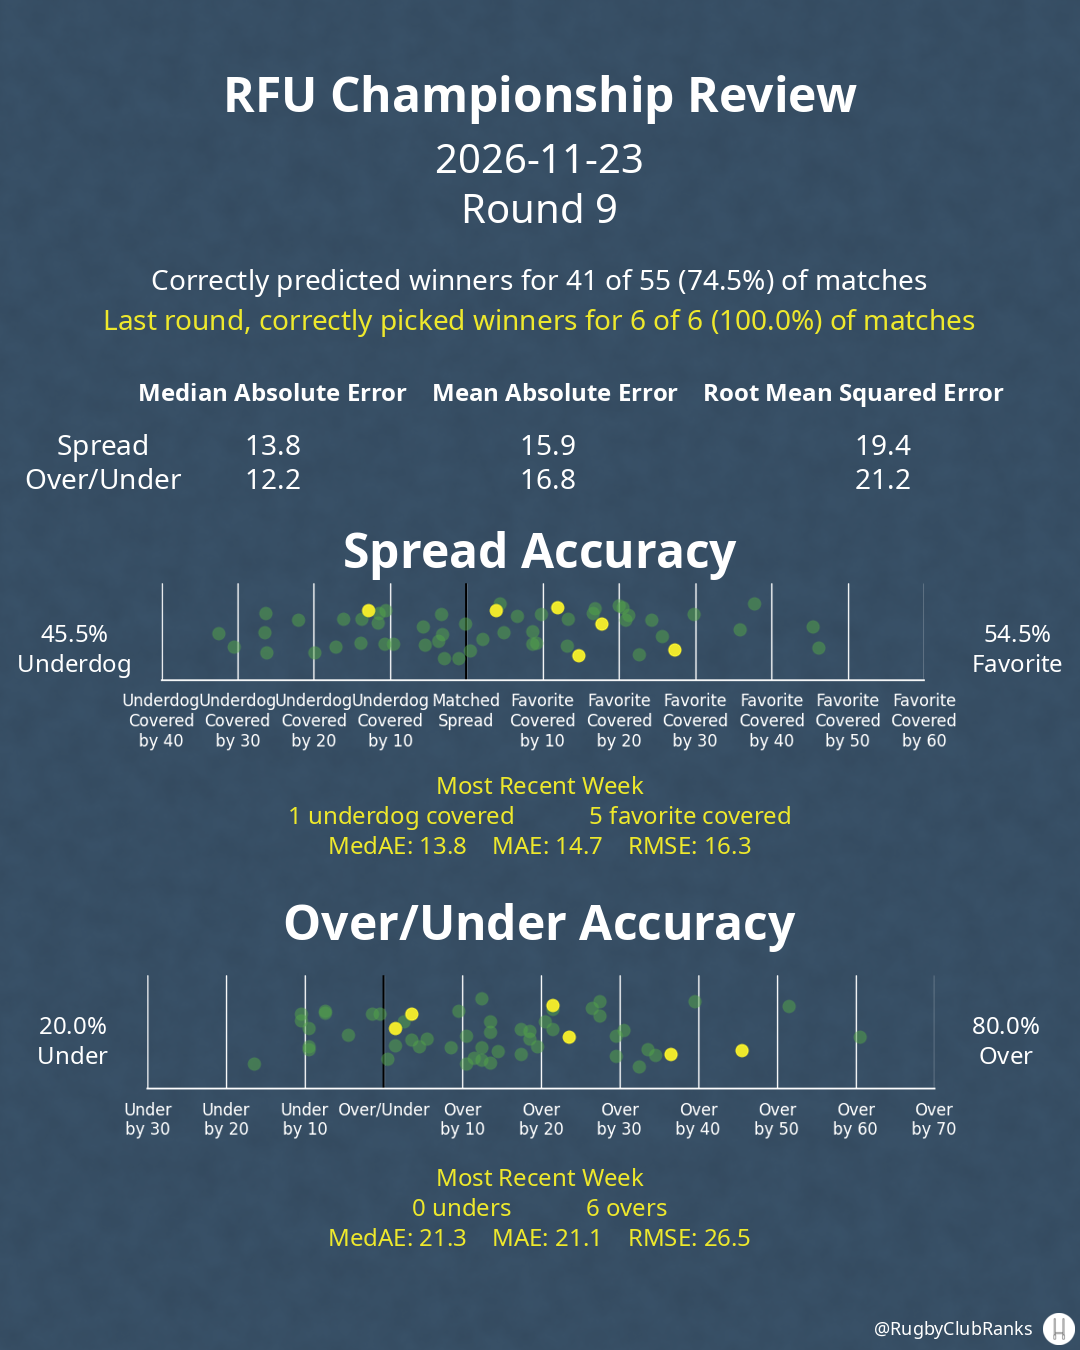 RFU Championship Review
2026-11-23
Round 9
Correctly predicted winners for 41 of 55 (74.5%) of matches
Last round, correctly picked winners for 6 of 6 (100.0%) of matches
Median Absolute Error Mean Absolute Error Root Mean Squared Error
Spread 13.8 15.9 19.4
Over/Under 12.2 16.8 21.2
Spread Accuracy
45.5%
Underdog
54.5%
Favorite
Underdog Underdog Underdog Underdog Matched Favorite Favorite Favorite Favorite Favorite Favorite
Covered Covered Covered Covered Spread Covered Covered Covered Covered Covered Covered
by 40 by 30 by 20 by 10 by 10 by 20 by 30 by 40 by 50 by 60
Most Recent Week
1 underdog covered 5 favorite covered
MedAE: 13.8 MAE: 14.7 RMSE: 16.3
Over/Under Accuracy
20.0%
Under
80.0%
Over
Under Under Under Over/Under Over Over Over Over Over Over Over
by 30 by 20 by 10 by 10 by 20 by 30 by 40 by 50 by 60 by 70
Most Recent Week
0 unders 6 overs
MedAE: 21.3 MAE: 21.1 RMSE: 26.5
@RugbyClubRanks